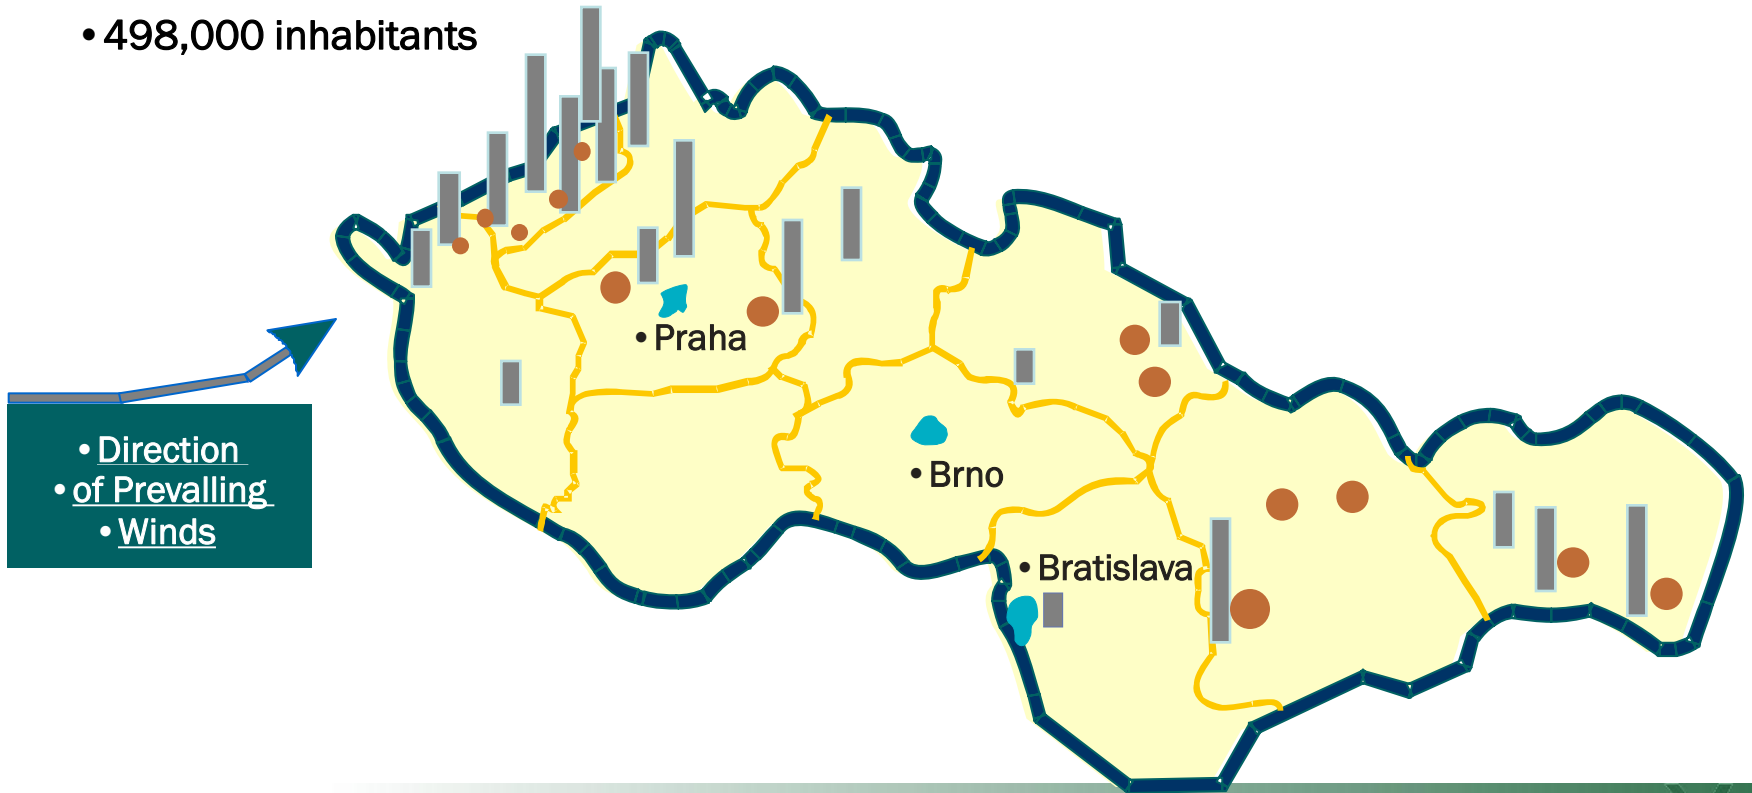 • 498,000 inhabitants
• Praha
• Direction
• of Prevalling
• Winds
• Brno
• Bratislava